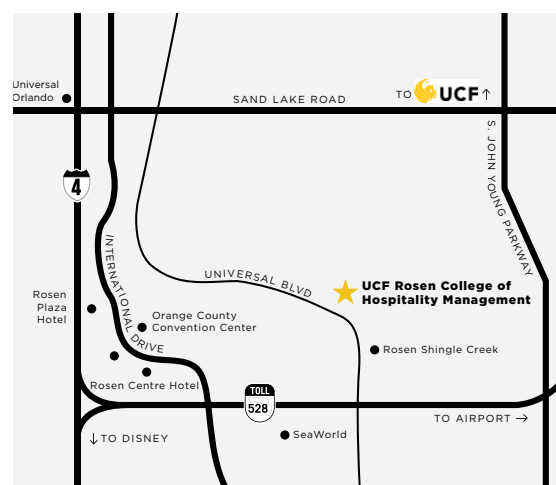 Universal
Orlando
TO UCF ↑
SAND LAKE ROAD
S. JOHN YOUNG PARKWAY
4
INTERNATIONAL DRIVE
UNIVERSAL BLVD
UCF Rosen College of
Hospitality Management
Rosen
Plaza
Hotel
Orange County
Convention Center
Rosen Shingle Creek
Rosen Centre Hotel
TOLL
528
TO AIRPORT →
↓ TO DISNEY
SeaWorld